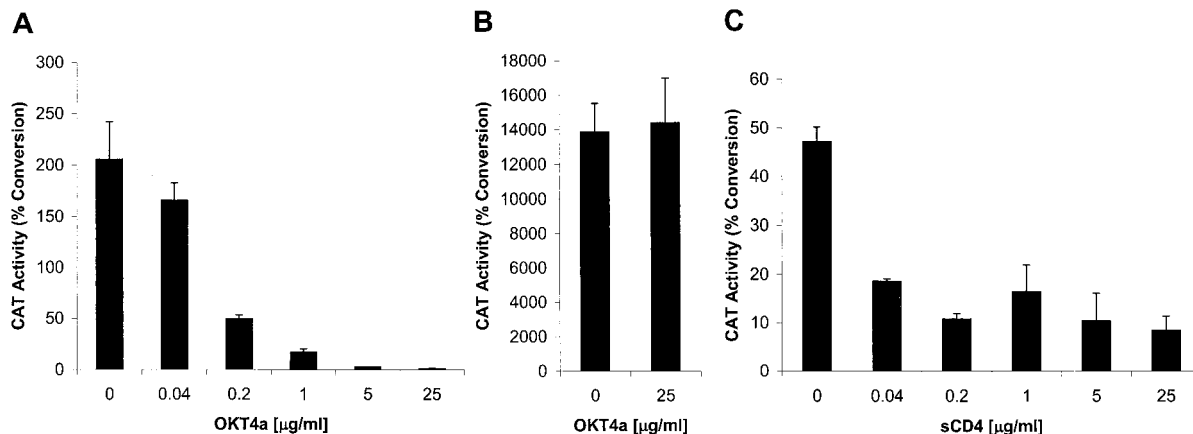 A
CAT Activity (% Conversion)
300
250
200
150
100
50
0
0 0.04 0.2 1 5 25
OKT4a [μg/ml]
B
CAT Activity (% Conversion)
18000
16000
14000
12000
10000
8000
6000
4000
2000
0
0 25
OKT4a [μg/ml]
C
CAT Activity (% Conversion)
60
50
40
30
20
10
0
0 0.04 0.2 1 5 25
sCD4 [μg/ml]